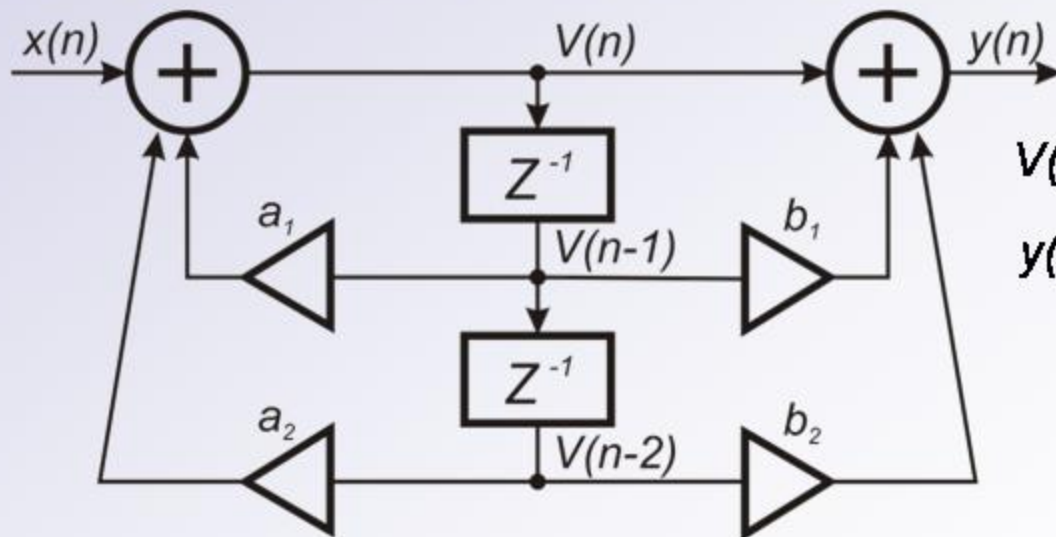 x(n) + V(n) + y(n)
Z⁻¹
V(
a₁ V(n-1) b₁
y(
Z⁻¹
a₂ V(n-2) b₂